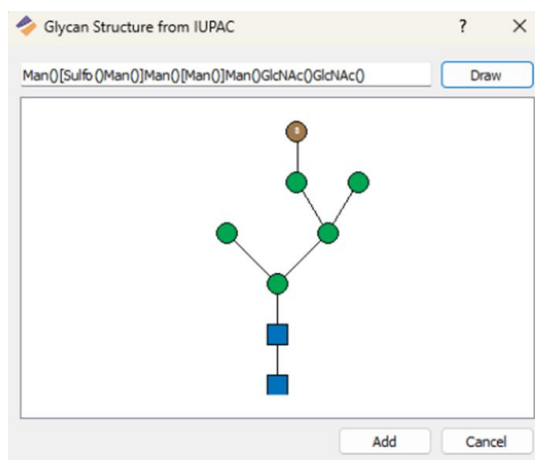 Glycan Structure from IUPAC
?
Man()[Sulfo()Man()]Man()[Man()]Man()GlcNAc()GlcNAc()
Draw
S
Add
Cancel